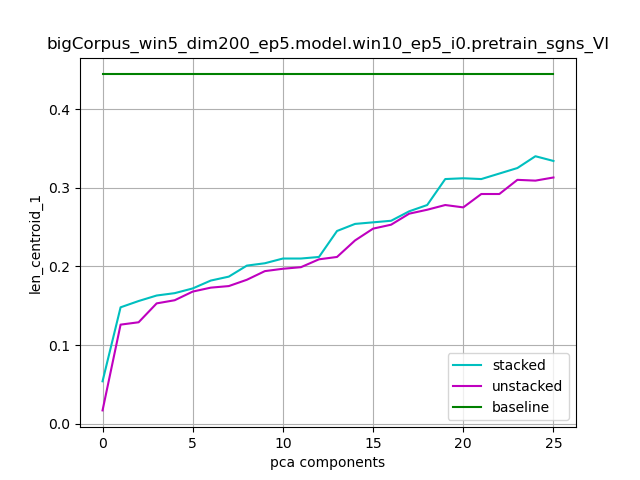 bigCorpus_win5_dim200_ep5.model.win10_ep5_i0.pretrain_sgns_VI
len_centroid_1
0.4
0.3
0.2
0.1
0.0
stacked
unstacked
baseline
0 5 10 15 20 25
pca components